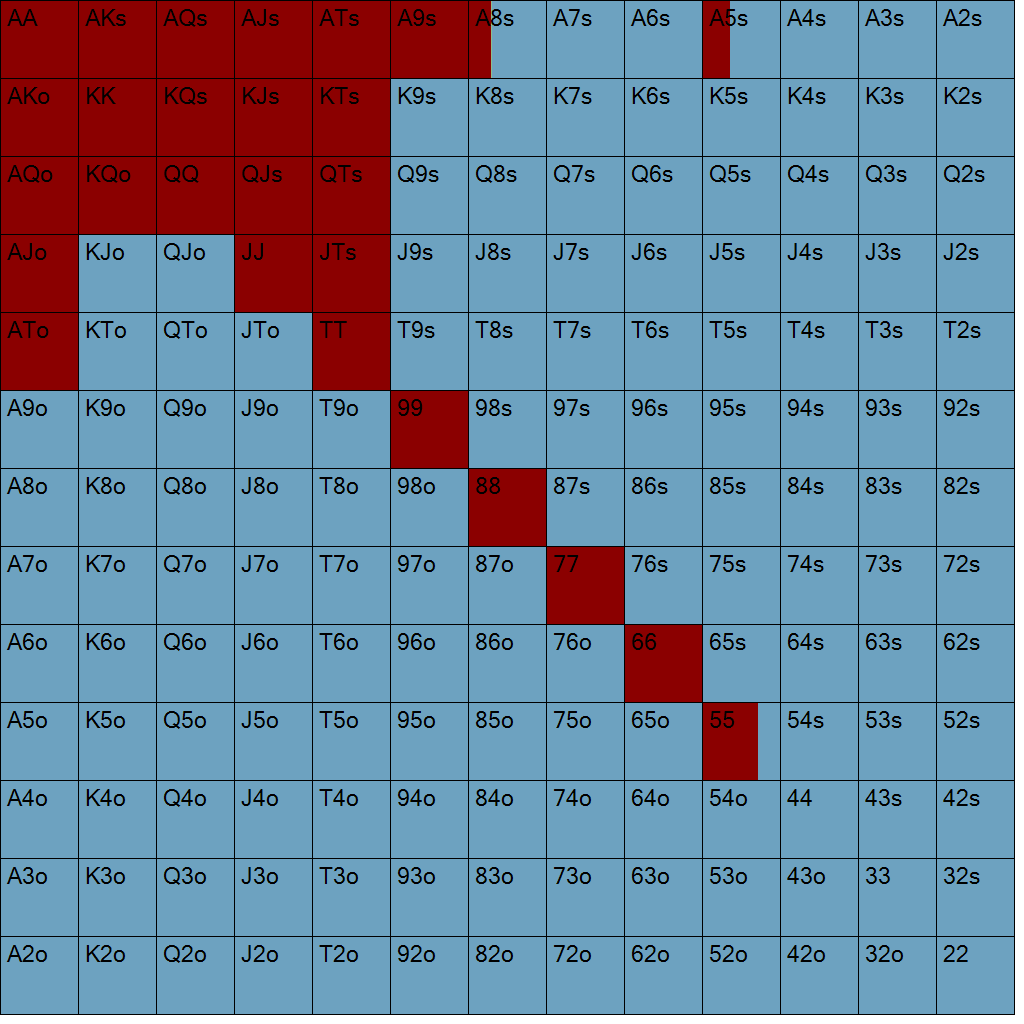 AA AKs AQs AJs ATs A9s A8s A7s A6s A5s A4s A3s A2s
AKo KK KQs KJs KTs K9s K8s K7s K6s K5s K4s K3s K2s
AQo KQo QQ QJs QTs Q9s Q8s Q7s Q6s Q5s Q4s Q3s Q2s
AJo KJo QJo JJ JTs J9s J8s J7s J6s J5s J4s J3s J2s
ATo KTo QTo JTo TT T9s T8s T7s T6s T5s T4s T3s T2s
A9o K9o Q9o J9o T9o 99 98s 97s 96s 95s 94s 93s 92s
A8o K8o Q8o J8o T8o 98o 88 87s 86s 85s 84s 83s 82s
A7o K7o Q7o J7o T7o 97o 87o 77 76s 75s 74s 73s 72s
A6o K6o Q6o J6o T6o 96o 86o 76o 66 65s 64s 63s 62s
A5o K5o Q5o J5o T5o 95o 85o 75o 65o 55 54s 53s 52s
A4o K4o Q4o J4o T4o 94o 84o 74o 64o 54o 44 43s 42s
A3o K3o Q3o J3o T3o 93o 83o 73o 63o 53o 43o 33 32s
A2o K2o Q2o J2o T2o 92o 82o 72o 62o 52o 42o 32o 22